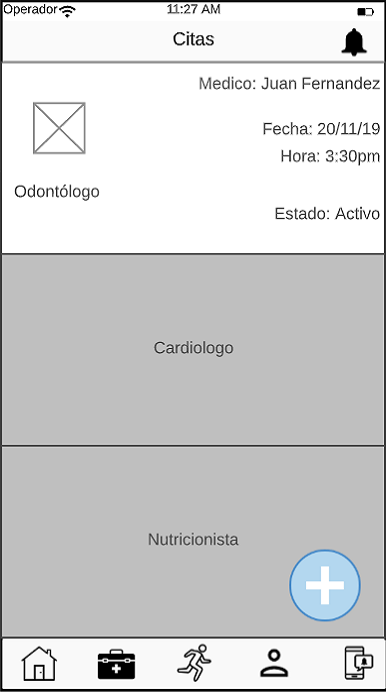 Operador 11:27 AM
Citas
Medico: Juan Fernandez
Fecha: 20/11/19
Hora: 3:30pm
Odontólogo
Estado: Activo
Cardiologo
Nutricionista